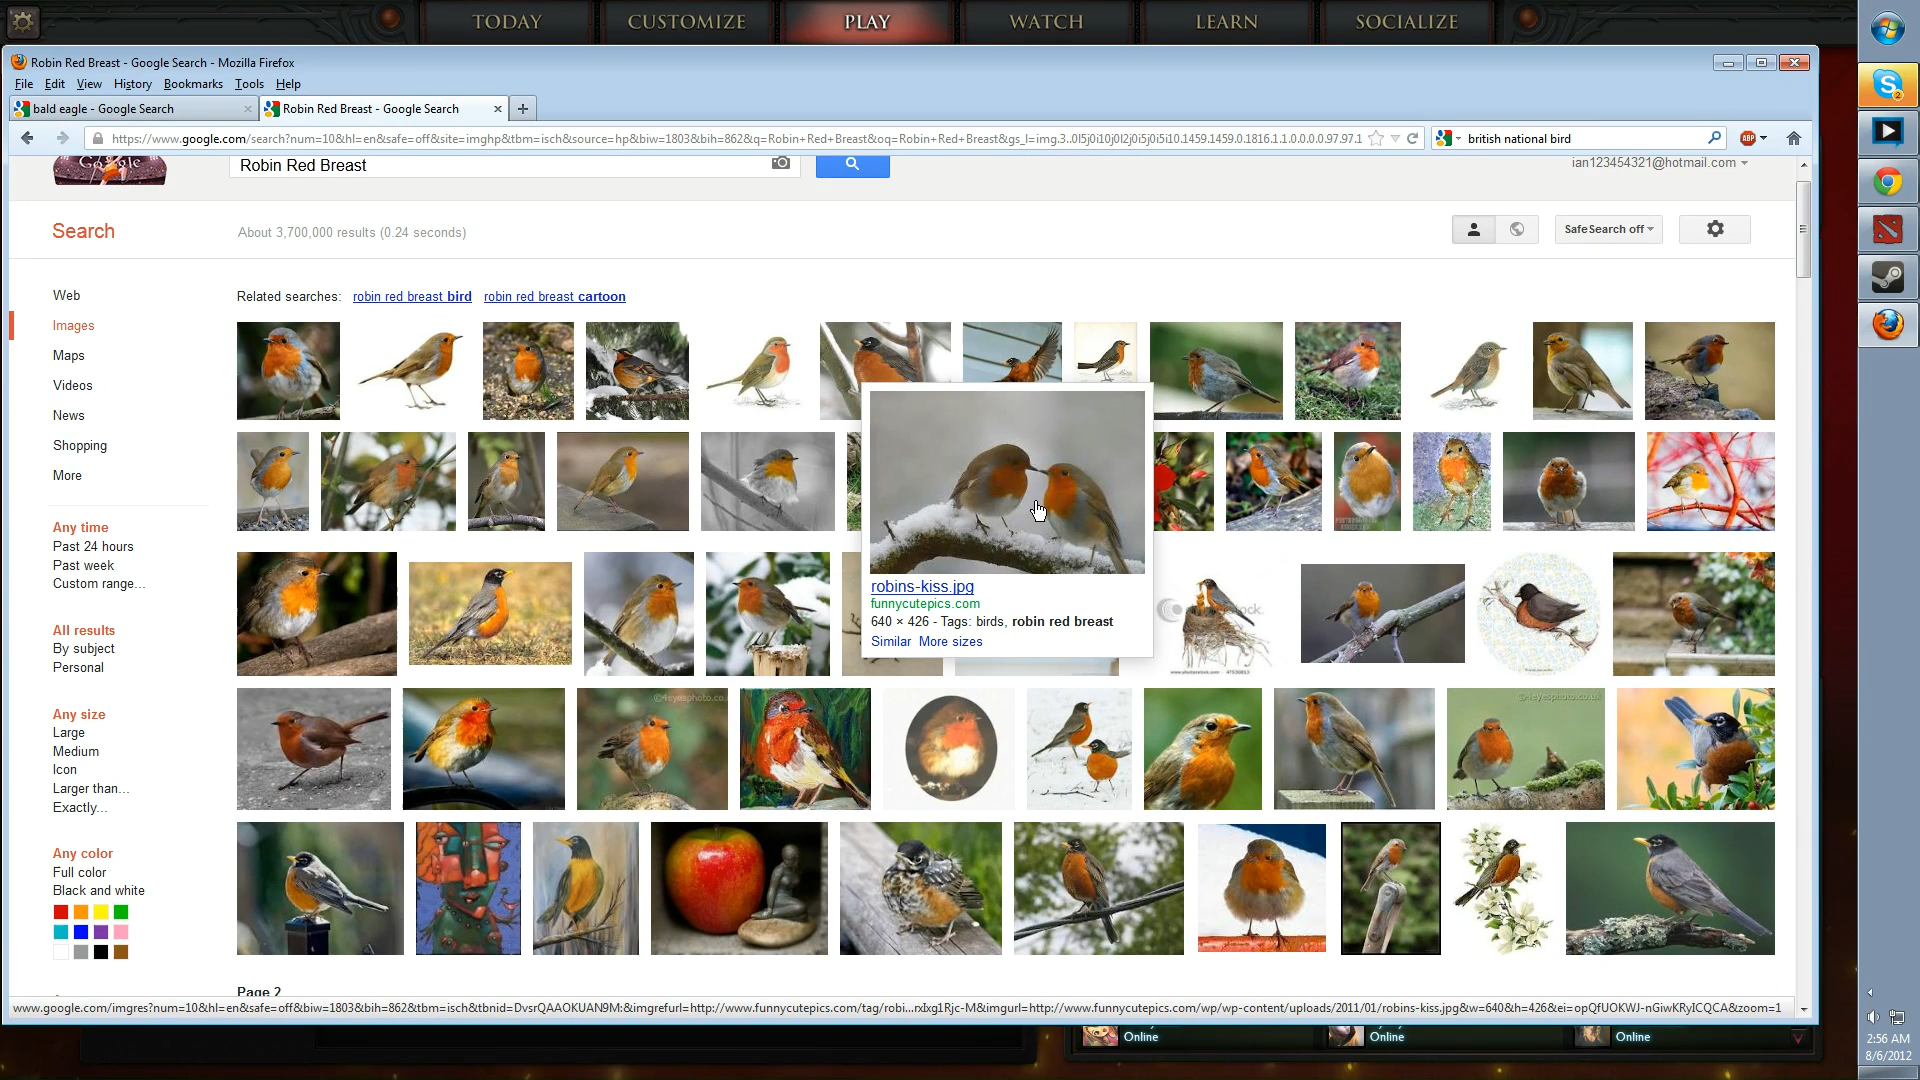 TODAY
CUSTOMIZE
PLAY
WATCH
LEARN
SOCIALIZE
Robin Red Breast - Google Search - Mozilla Firefox
File Edit View History Bookmarks Tools Help
bald eagle - Google Search
Robin Red Breast - Google Search
https://www.google.com/search?num=10&hl=en&safe=off&site=imghp&tbm=isch&source=hp&biw=1803&bih=862&q=Robin+Red+Breast&oq=Robin+Red+Breast&gs_l=img.3..0l5j0i10j0l2j0i5j0i5i10.1459.1459.0.1816.1.1.0.0.0.0.97.97.1
british national bird
ABP
Google
Robin Red Breast
ian123454321@hotmail.com
Search
About 3,700,000 results (0.24 seconds)
SafeSearch off
Related searches: robin red breast bird robin red breast cartoon
Web
Images
Maps
Videos
News
Shopping
More
Any time
Past 24 hours
Past week
Custom range...
All results
By subject
Personal
Any size
Large
Medium
Icon
Larger than...
Exactly...
Any color
Full color
Black and white
robins-kiss.jpg
funnycutepics.com
640 × 426 - Tags: birds, robin red breast
Similar More sizes
Page 2
www.google.com/imgres?num=10&hl=en&safe=off&biw=1803&bih=862&tbm=isch&tbnid=DvsrQAAOKUAN9M:&imgrefurl=http://www.funnycutepics.com/tag/robi...rxIxg1Rjc-M&imgurl=http://www.funnycutepics.com/wp/wp-content/uploads/2011/01/robins-kiss.jpg&w=640&h=426&ei=opQfUOKWJ-nGiwKRyICQCA&zoom=1
Online
Online
Online
2:56 AM
8/6/2012